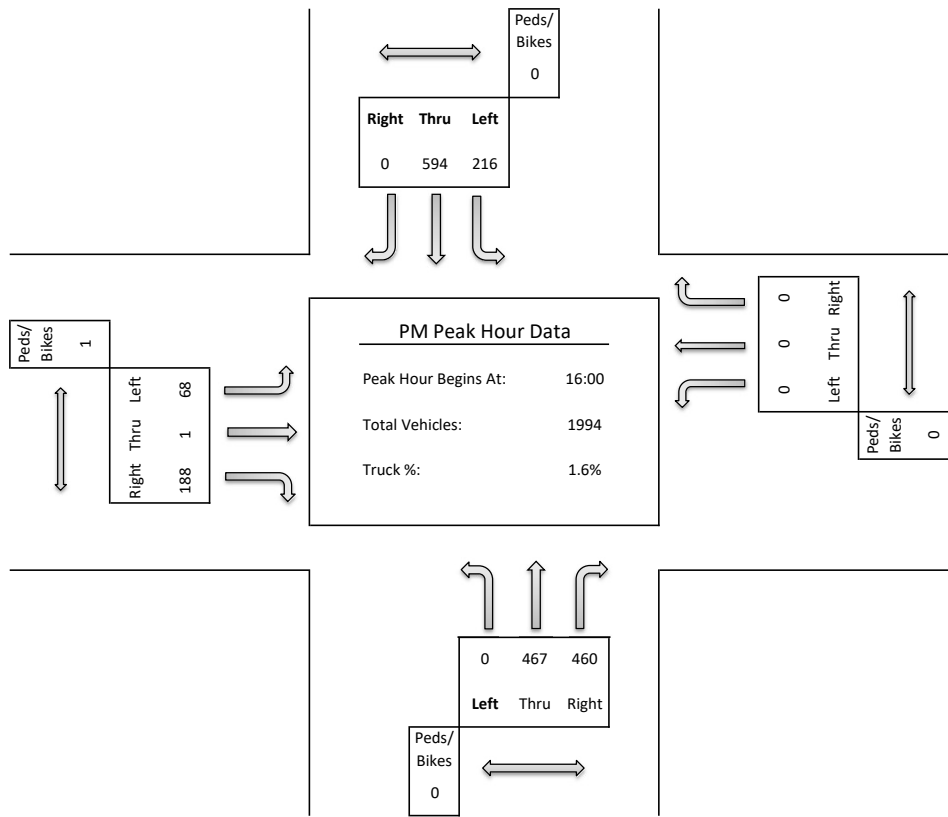 Peds/
Bikes
0
Right Thru Left
0 594 216
Peds/
Bikes
1
Left 68
Thru 1
Right 188
PM Peak Hour Data
Peak Hour Begins At: 16:00
Total Vehicles: 1994
Truck %: 1.6%
0 Right
0 Thru
0 Left
Peds/
Bikes
0
0 467 460
Left Thru Right
Peds/
Bikes
0